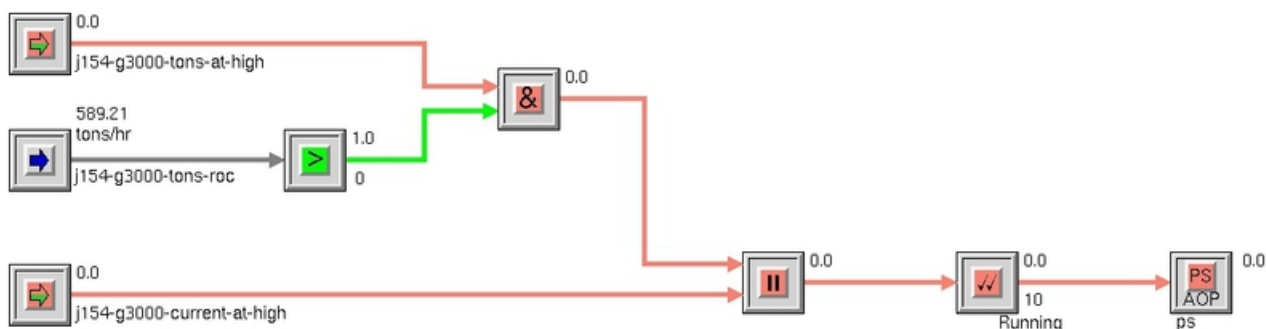 0.0
j154-g3000-tons-at-high
& 0.0
589.21
tons/hr
j154-g3000-tons-roc
> 1.0
0
0.0
j154-g3000-current-at-high
0.0
0.0
10
Running
PS
AOP
0.0
ps